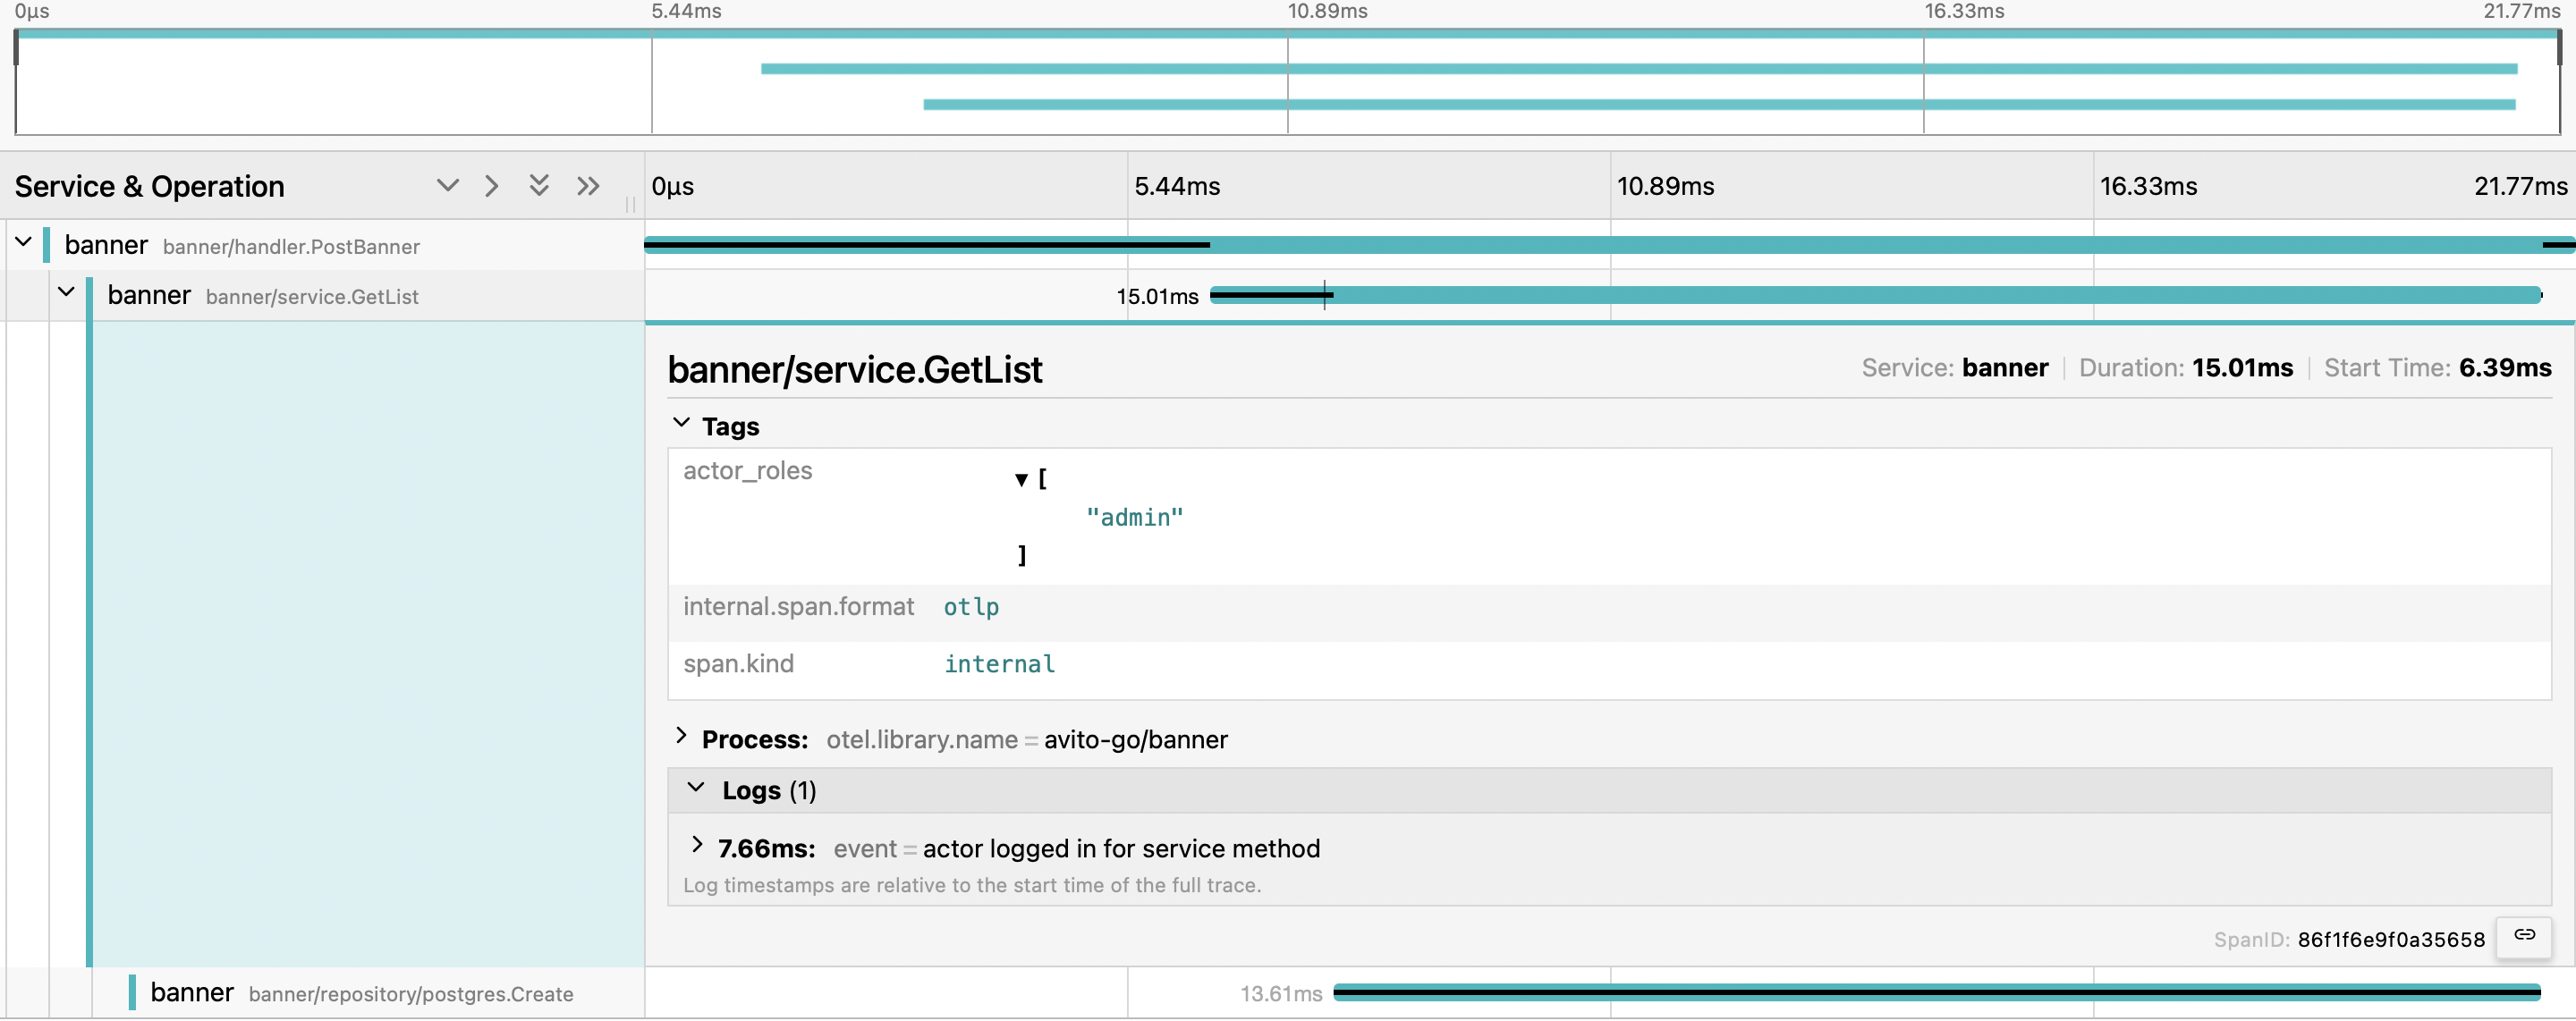 0μs 5.44ms 10.89ms 16.33ms 21.77ms
Service & Operation 0μs 5.44ms 10.89ms 16.33ms 21.77ms
banner banner/handler.PostBanner
banner banner/service.GetList 15.01ms
banner/service.GetList Service: banner Duration: 15.01ms Start Time: 6.39ms
Tags
actor_roles [
"admin"
]
internal.span.format otlp
span.kind internal
Process: otel.library.name = avito-go/banner
Logs (1)
7.66ms: event = actor logged in for service method
Log timestamps are relative to the start time of the full trace.
SpanID: 86f1f6e9f0a35658
banner banner/repository/postgres.Create 13.61ms